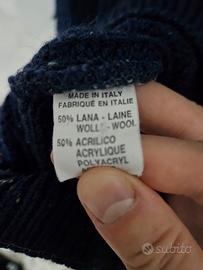 MADE IN ITALY
FABRIQUÉ EN ITALIE
50% LANA - LAINE
WOLLE - WOOL
50% ACRILICO
ACRYLIQUE
POLYACRYL
subito